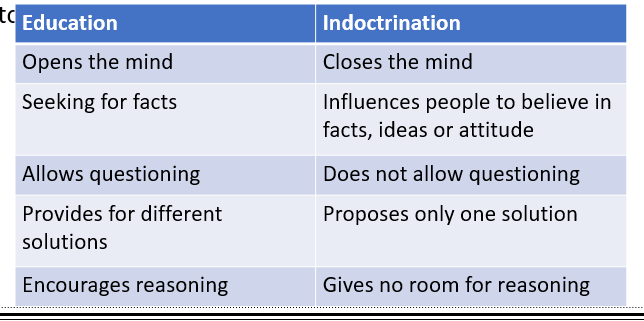 to
Education Indoctrination
Opens the mind Closes the mind
Seeking for facts Influences people to believe in
facts, ideas or attitude
Allows questioning Does not allow questioning
Provides for different Proposes only one solution
solutions
Encourages reasoning Gives no room for reasoning